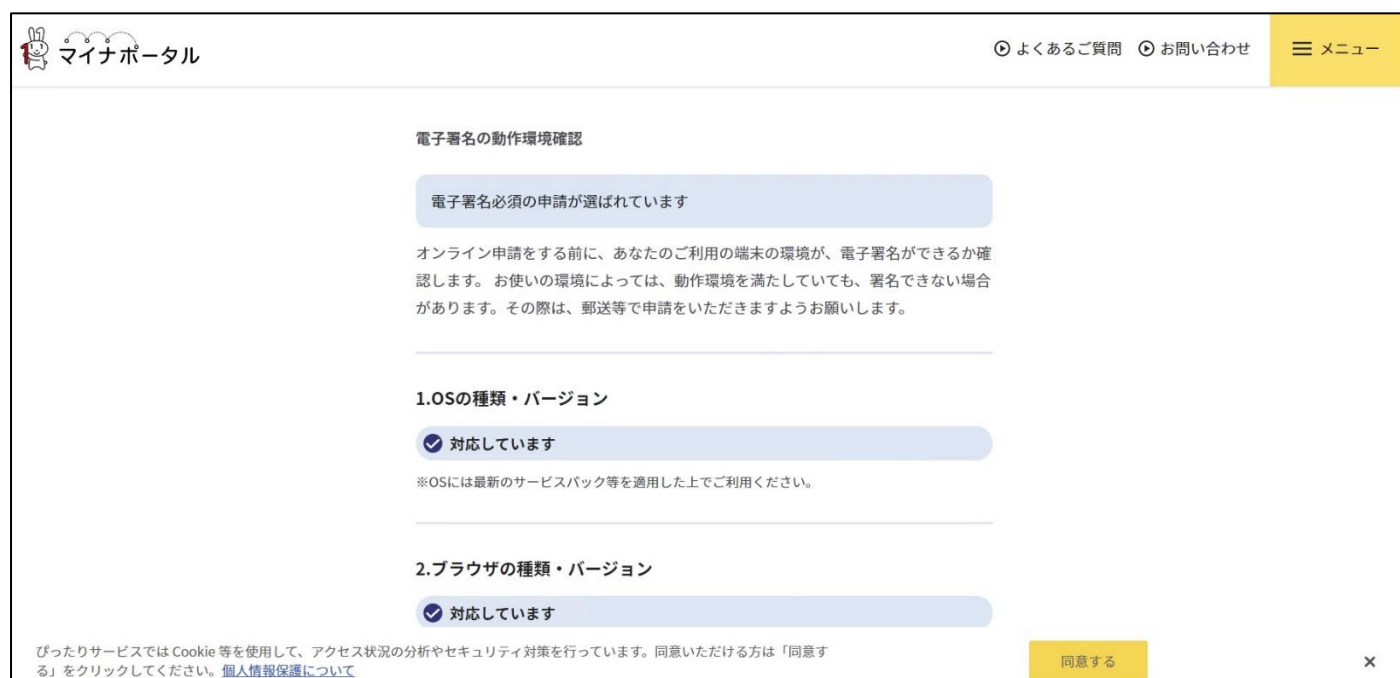 マイナポータル
よくあるご質問
お問い合わせ
メニュー
電子署名の動作環境確認
電子署名必須の申請が選ばれています
オンライン申請をする前に、あなたのご利用の端末の環境が、電子署名ができるか確
認します。 お使いの環境によっては、動作環境を満たしていても、署名できない場合
があります。その際は、郵送等で申請をいただきますようお願いします。
1.OSの種類・バージョン
対応しています
※OSには最新のサービスパック等を適用した上でご利用ください。
2.ブラウザの種類・バージョン
対応しています
ぴったりサービスでは Cookie 等を使用して、アクセス状況の分析やセキュリティ対策を行っています。同意いただける方は「同意す
る」をクリックしてください。個人情報保護について
同意する